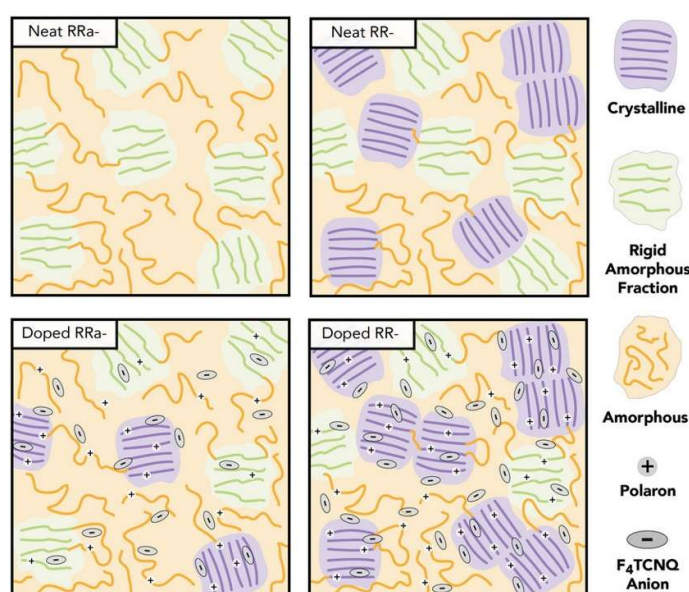 Neat RRa-
Neat RR-
Crystalline
Rigid
Amorphous
Fraction
Doped RRa-
Doped RR-
Amorphous
+
Polaron
-
F₄TCNQ
Anion